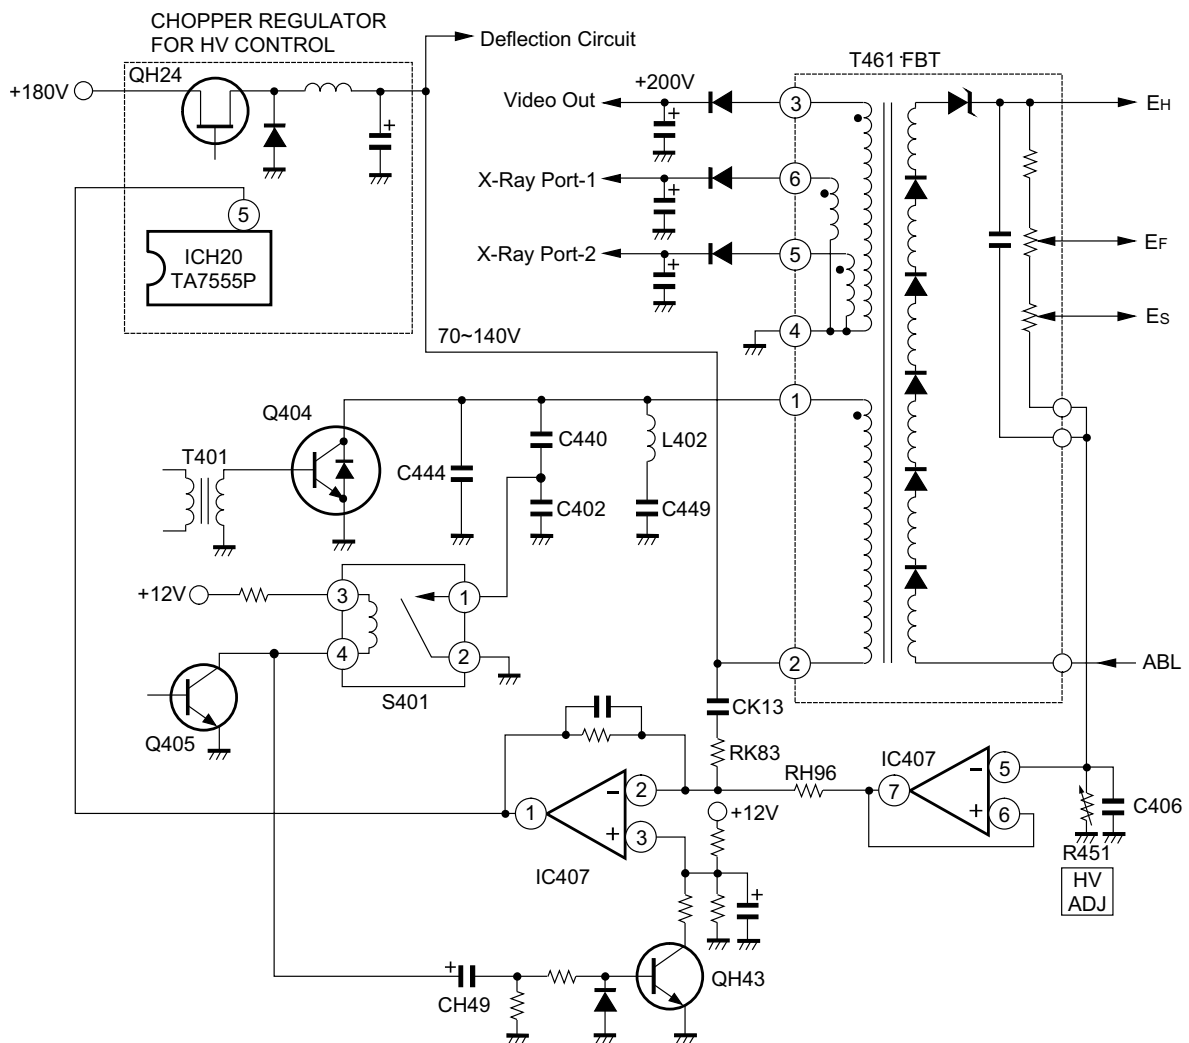 CHOPPER REGULATOR
FOR HV CONTROL
Deflection Circuit
T461 FBT
QH24
+180V
+200V
Video Out
3
EH
+
+
X-Ray Port-1
6
+
5
ICH20
TA7555P
X-Ray Port-2
5
EF
+
4
ES
70~140V
1
Q404
T401
C440
L402
C444
C402
C449
+12V
3
1
4
2
S401
Q405
2
ABL
CK13
RK83
RH96
IC407
5
−
7
+
6
C406
2
−
1
+
3
IC407
+12V
R451
HV
ADJ
+
+
CH49
QH43